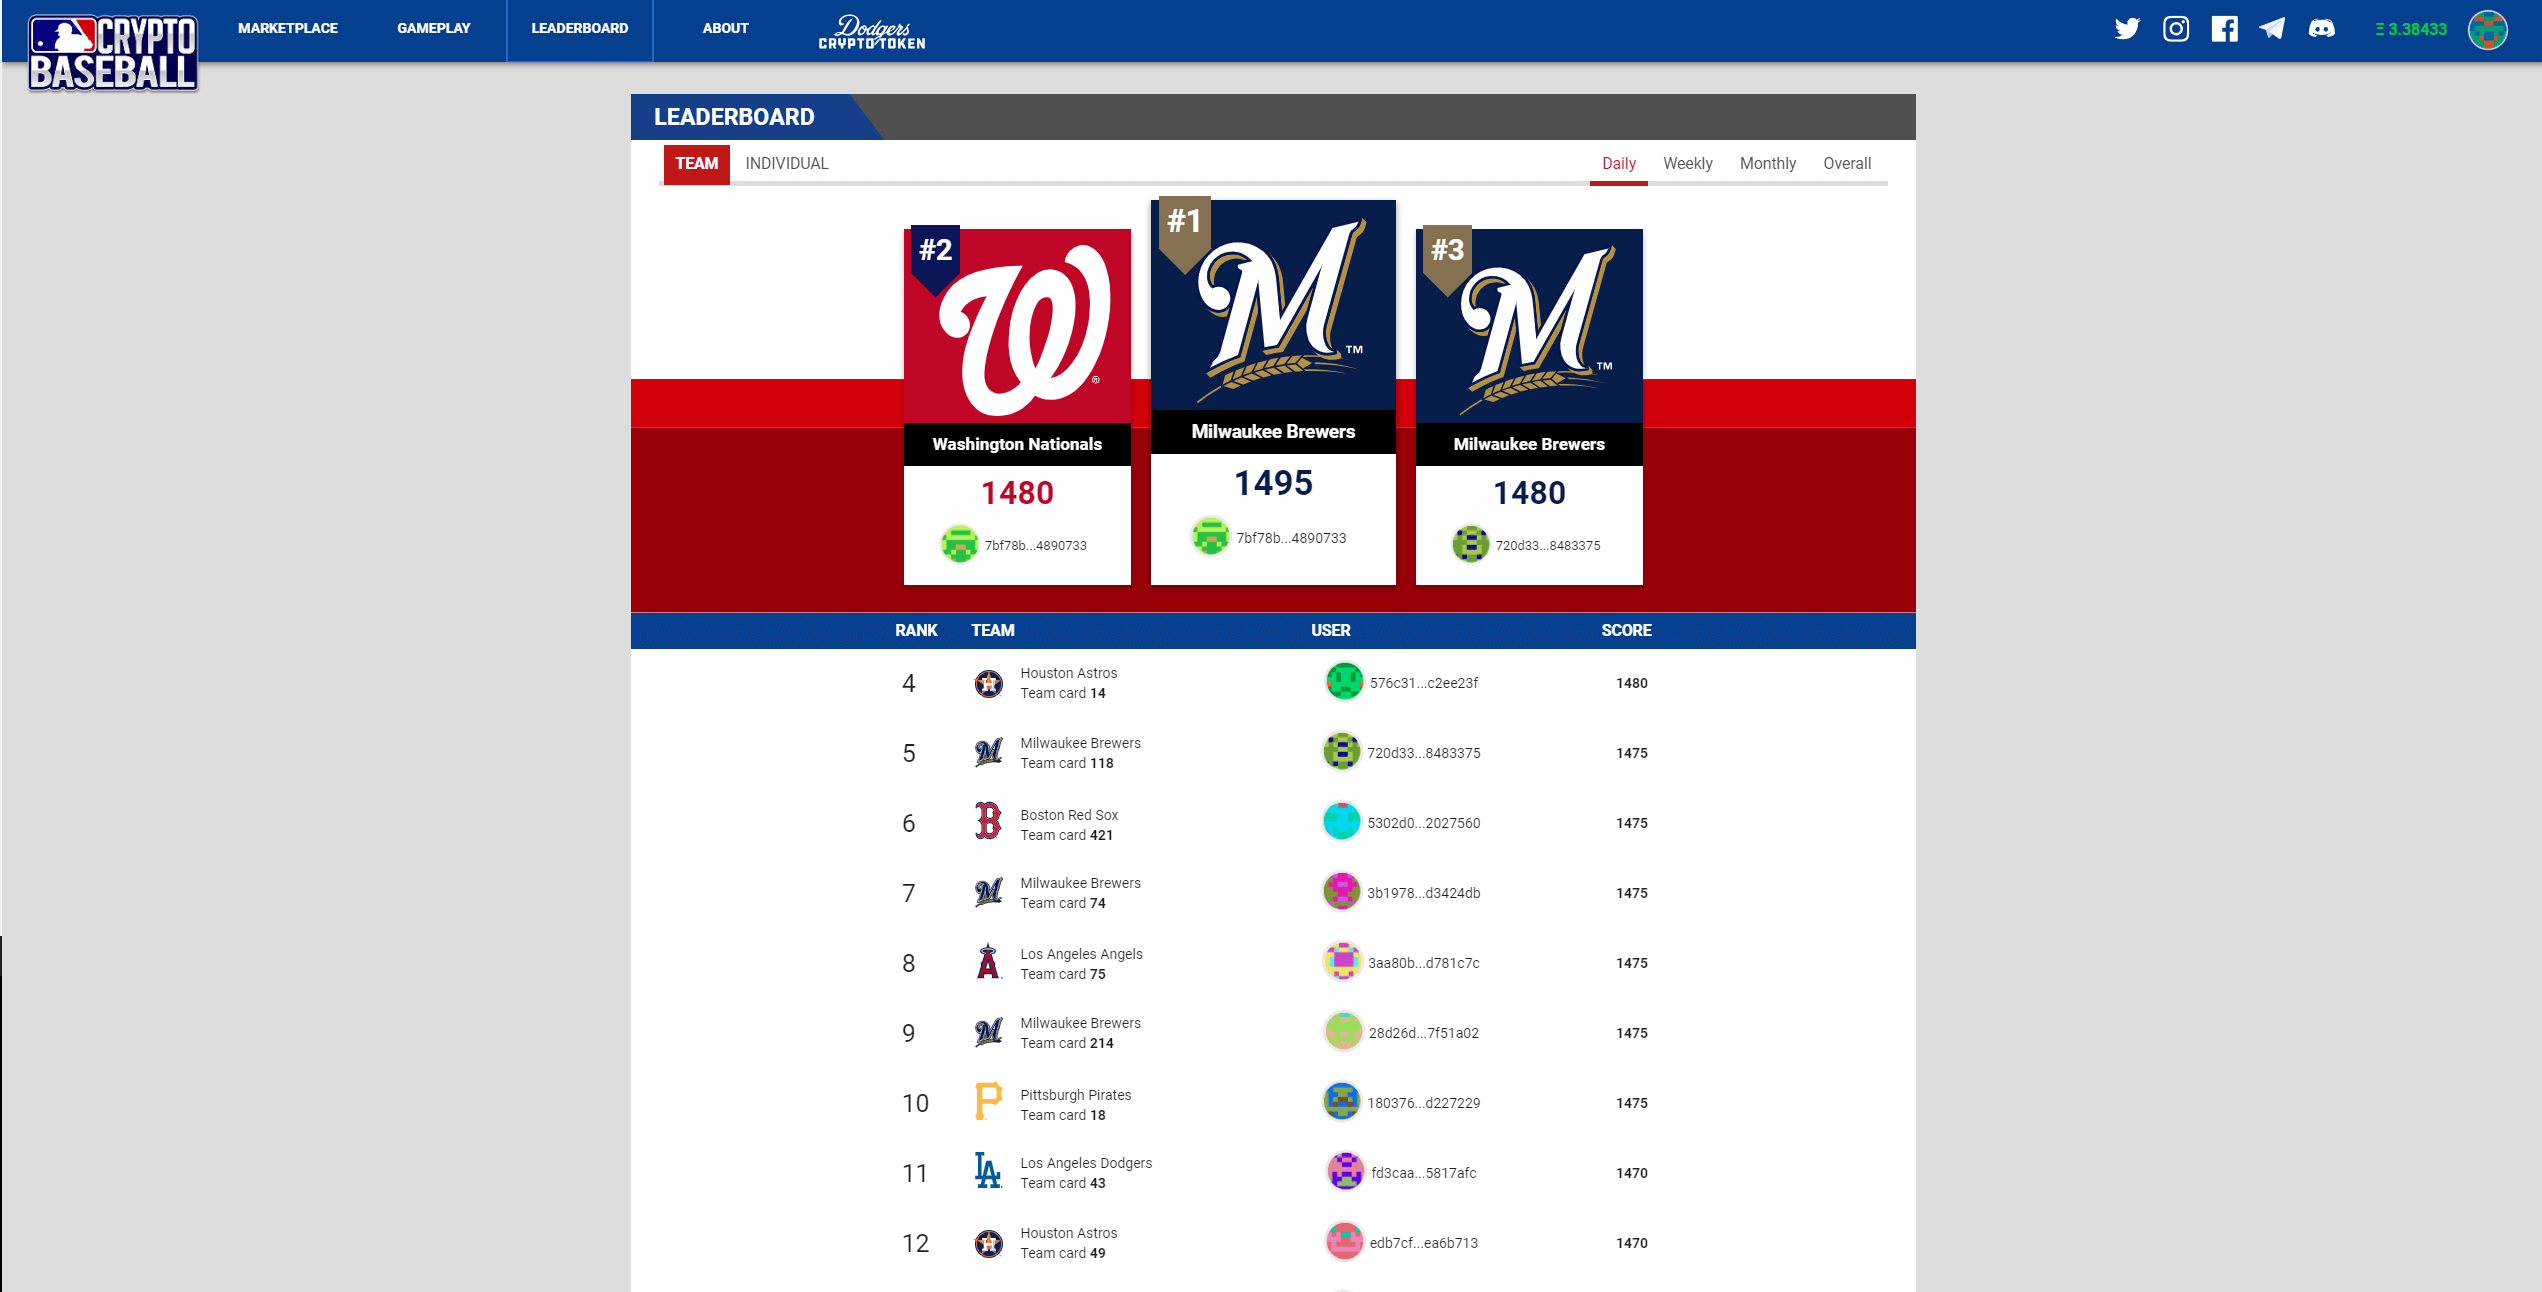 CRYPTO
BASEBALL
MARKETPLACE
GAMEPLAY
LEADERBOARD
ABOUT
Dodgers
CRYPTO TOKEN
Ξ 3.38433
LEADERBOARD
TEAM INDIVIDUAL
Daily Weekly Monthly Overall
#2
W
®
Washington Nationals
1480
7bf78b...4890733
#1
M
TM
Milwaukee Brewers
1495
7bf78b...4890733
#3
M
TM
Milwaukee Brewers
1480
720d33...8483375
RANK TEAM USER SCORE
4 Houston Astros 576c31...c2ee23f 1480
Team card 14
5 Milwaukee Brewers 720d33...8483375 1475
Team card 118
6 Boston Red Sox 5302d0...2027560 1475
Team card 421
7 Milwaukee Brewers 3b1978...d3424db 1475
Team card 74
8 Los Angeles Angels 3aa80b...d781c7c 1475
Team card 75
9 Milwaukee Brewers 28d26d...7f51a02 1475
Team card 214
10 Pittsburgh Pirates 180376...d227229 1475
Team card 18
11 Los Angeles Dodgers fd3caa...5817afc 1470
Team card 43
12 Houston Astros edb7cf...ea6b713 1470
Team card 49